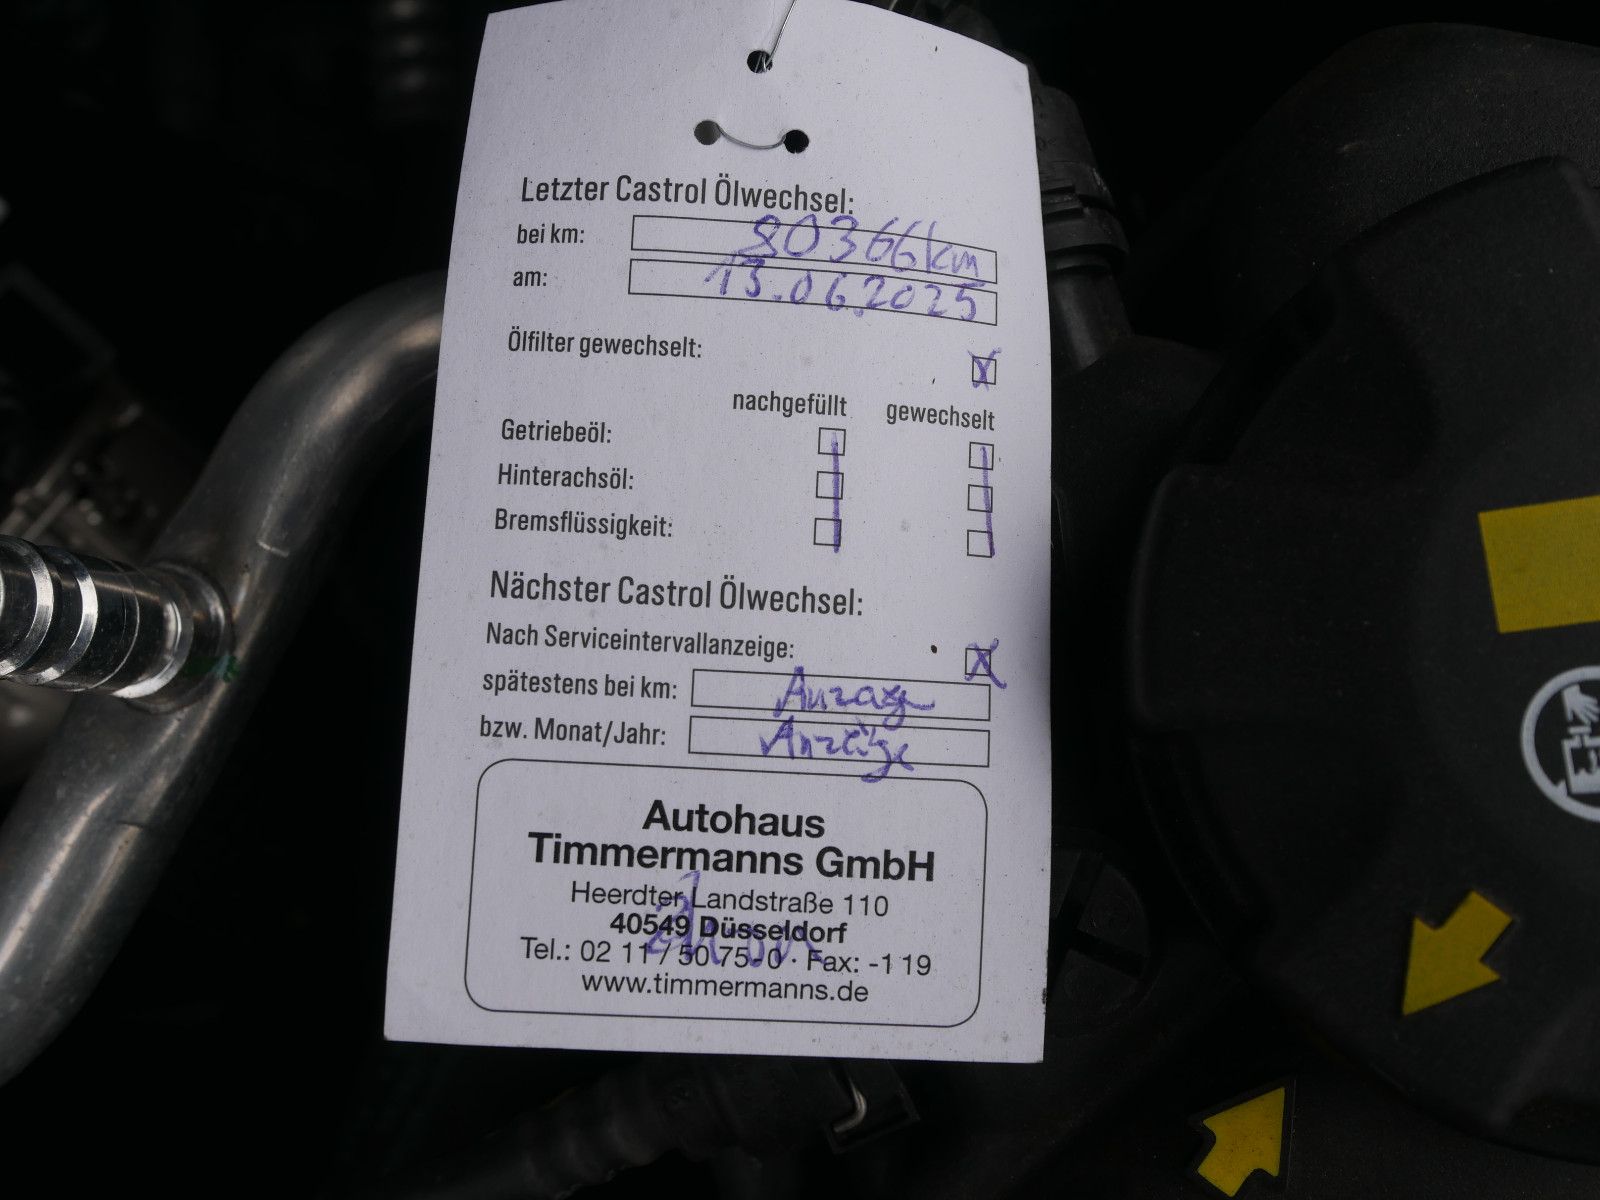 Letzter Castrol Ölwechsel:
bei km: 80366km
am: 13.06.2025
Ölfilter gewechselt: X
nachgefüllt gewechselt
Getriebeöl:
Hinterachsöl:
Bremsflüssigkeit:
Nächster Castrol Ölwechsel:
Nach Serviceintervallanzeige: X
spätestens bei km: Anzeige
bzw. Monat/Jahr: Anzeige
Autohaus
Timmermanns GmbH
Heerdter Landstraße 110
40549 Düsseldorf
Tel.: 02 11 / 50 75-0 · Fax: -1 19
www.timmermanns.de